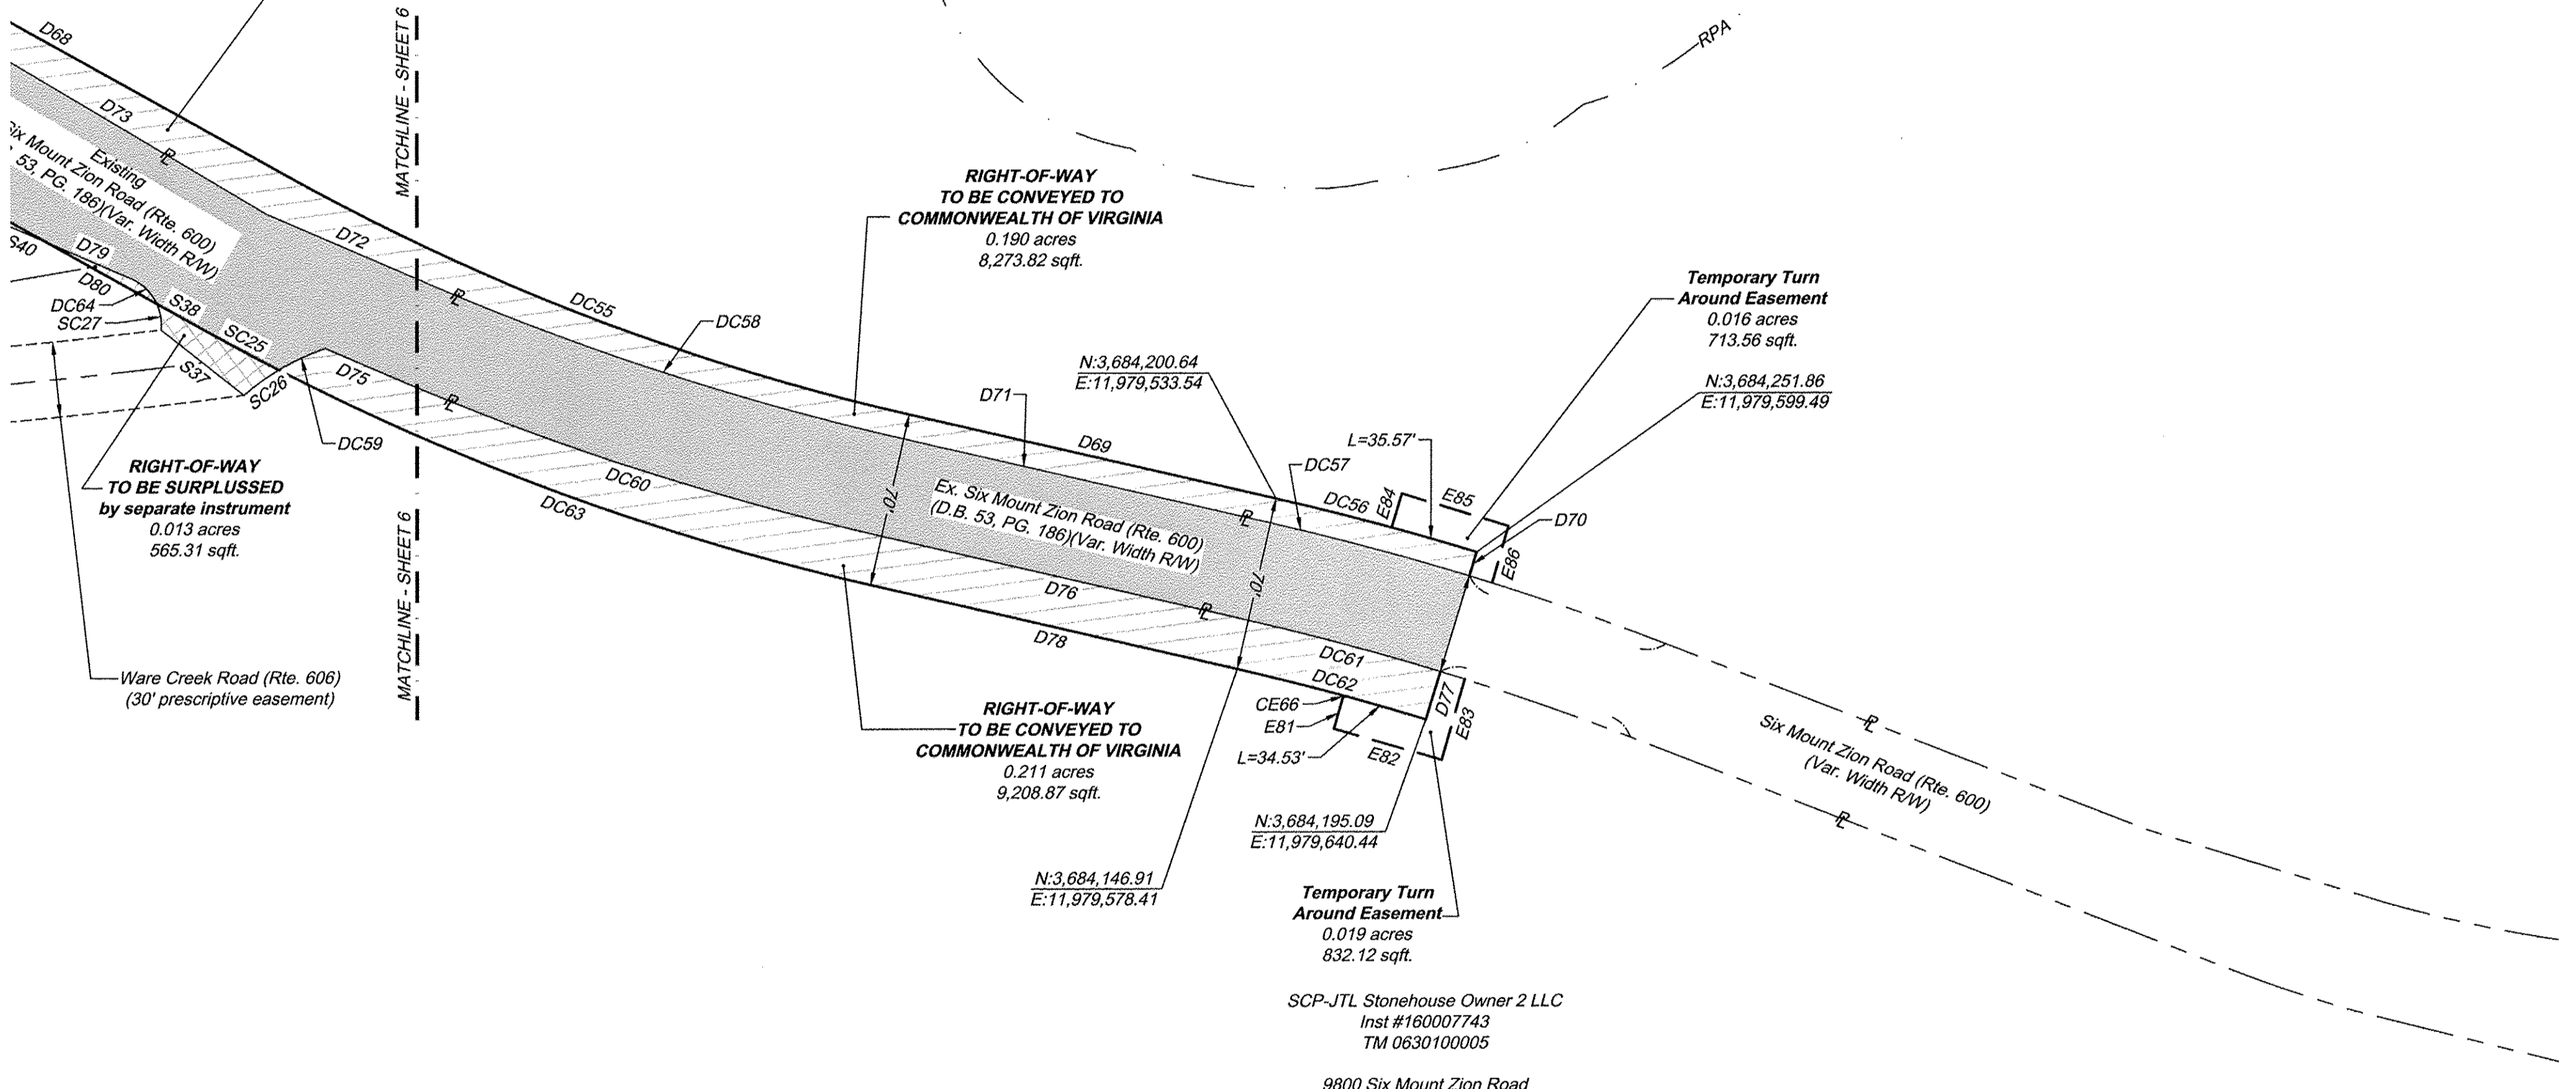 D68
MATCHLINE - SHEET 6
RPA
D73
PL
Existing
Six Mount Zion Road (Rte. 600)
53, PG. 186)(Var. Width R/W)
D72
PL
RIGHT-OF-WAY
TO BE CONVEYED TO
COMMONWEALTH OF VIRGINIA
0.190 acres
8,273.82 sqft.
S40
D79
D80
DC64
SC27
S38
SC25
S37
SC26
D75
PL
DC59
DC55
DC58
Temporary Turn
Around Easement
0.016 acres
713.56 sqft.
N:3,684,200.64
E:11,979,533.54
N:3,684,251.86
E:11,979,599.49
D71
D69
L=35.57'
DC57
DC56
E84
E85
D70
E86
RIGHT-OF-WAY
TO BE SURPLUSSED
by separate instrument
0.013 acres
565.31 sqft.
DC60
DC63
70'
Ex. Six Mount Zion Road (Rte. 600)
(D.B. 53, PG. 186)(Var. Width R/W)
PL
70'
D76
PL
D78
DC61
DC62
CE66
E81
L=34.53'
E82
D77
E83
MATCHLINE - SHEET 6
Ware Creek Road (Rte. 606)
(30' prescriptive easement)
RIGHT-OF-WAY
TO BE CONVEYED TO
COMMONWEALTH OF VIRGINIA
0.211 acres
9,208.87 sqft.
PL
Six Mount Zion Road (Rte. 600)
(Var. Width R/W)
PL
N:3,684,195.09
E:11,979,640.44
N:3,684,146.91
E:11,979,578.41
Temporary Turn
Around Easement
0.019 acres
832.12 sqft.
SCP-JTL Stonehouse Owner 2 LLC
Inst #160007743
TM 0630100005
9800 Six Mount Zion Road